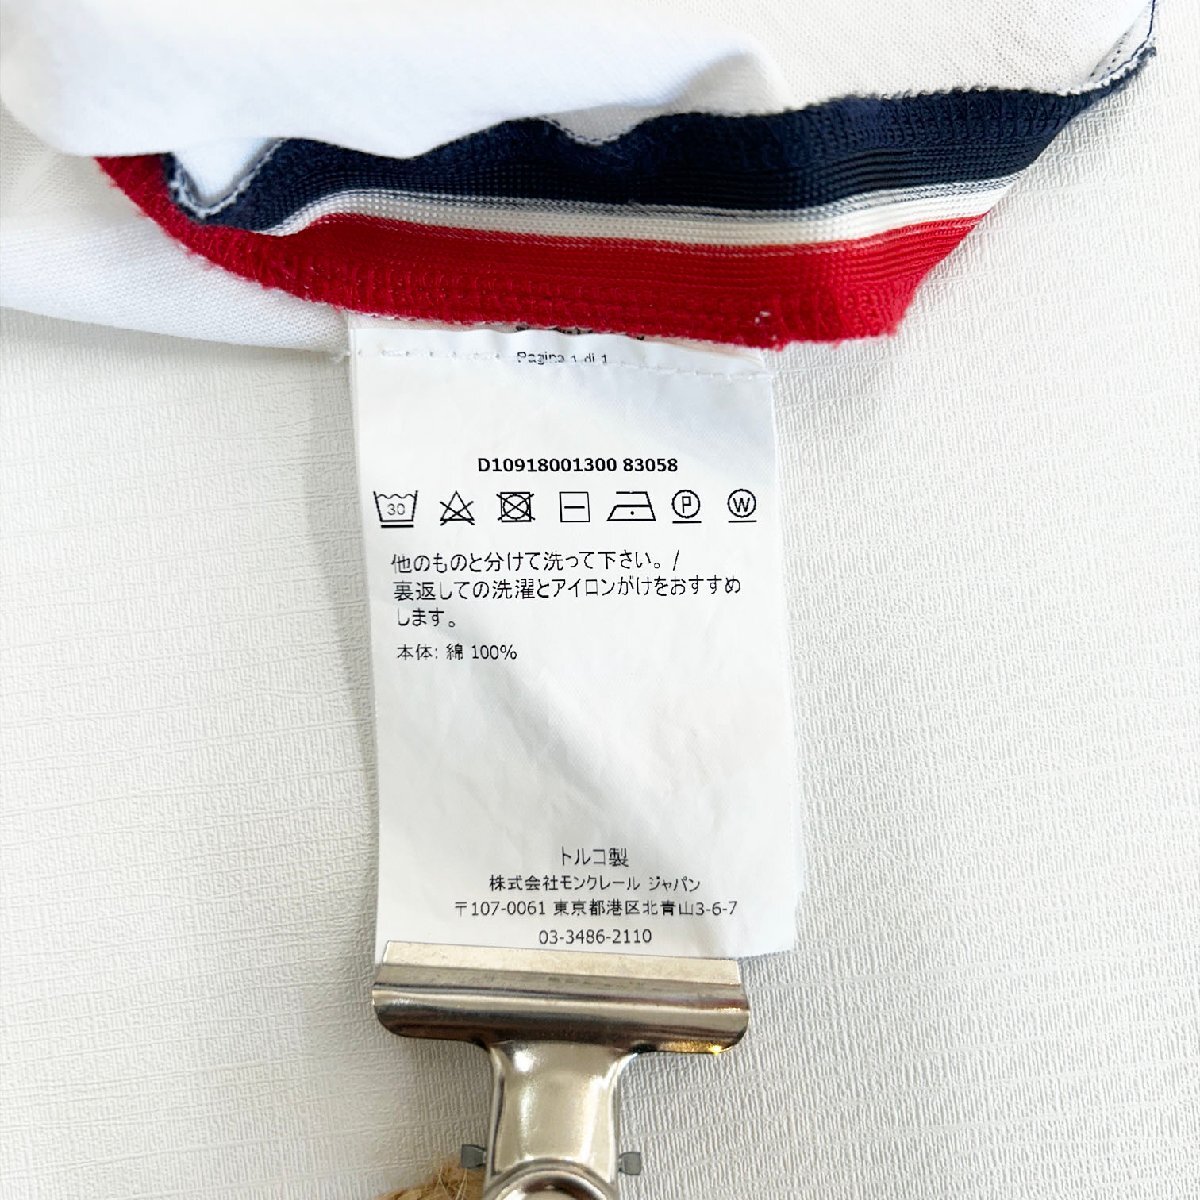 Pagina 1 di 1
D10918001300 83058
30 P W
他のものと分けて洗って下さい。/
裏返しての洗濯とアイロンがけをおすすめ
します。
本体: 綿 100%
トルコ製
株式会社モンクレール ジャパン
〒107-0061 東京都港区北青山3-6-7
03-3486-2110